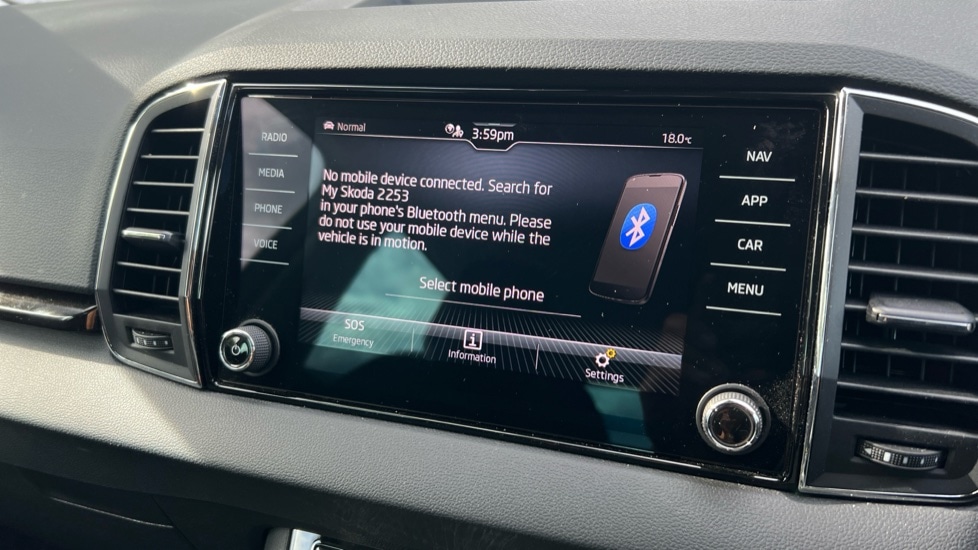 RADIO
MEDIA
PHONE
VOICE
Normal
3:59pm
18.0°c
No mobile device connected. Search for
My Skoda 2253
in your phone's Bluetooth menu. Please
do not use your mobile device while the
vehicle is in motion.
Select mobile phone
SOS
Emergency
i
Information
Settings
NAV
APP
CAR
MENU